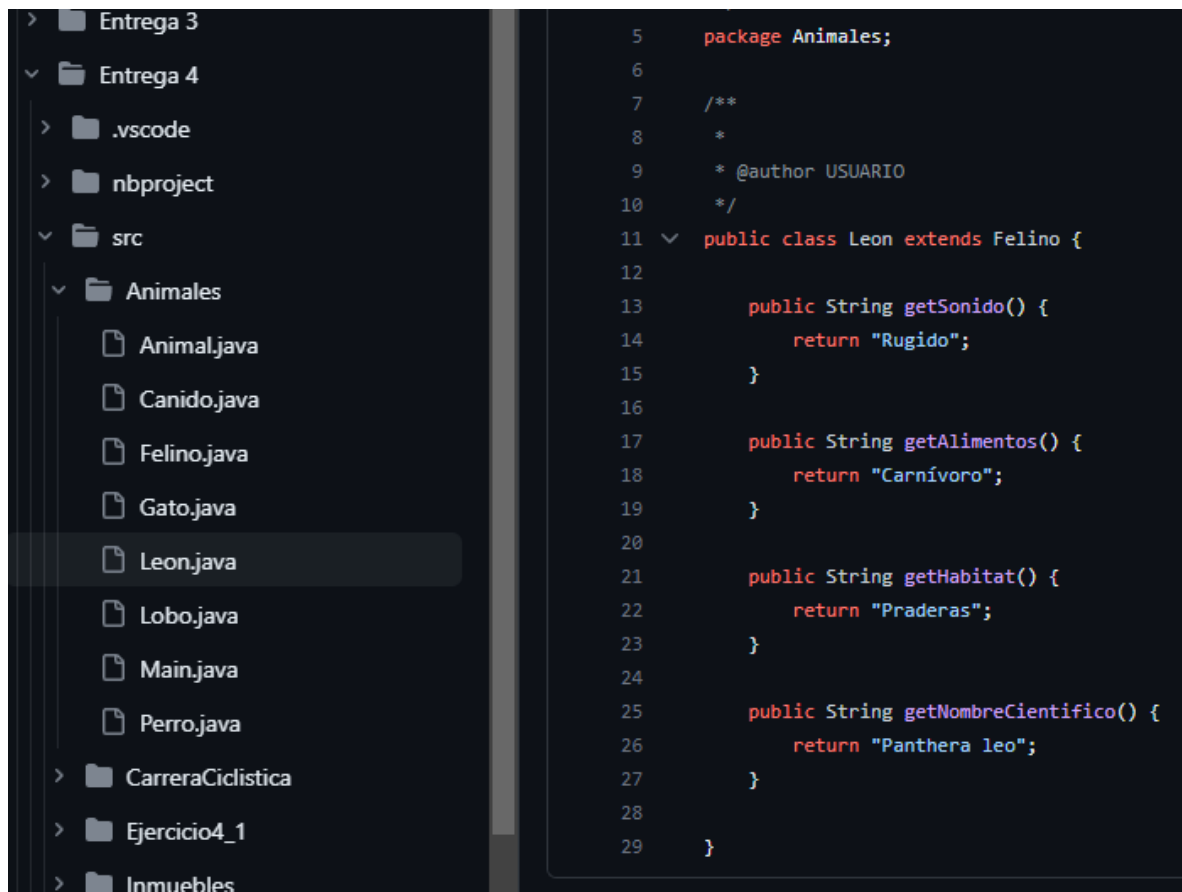 Entrega 3
Entrega 4
.vscode
nbproject
src
Animales
Animal.java
Canido.java
Felino.java
Gato.java
Leon.java
Lobo.java
Main.java
Perro.java
CarreraCiclistica
Ejercicio4_1
Inmuebles
5 package Animales;
6
7 /**
8 *
9 * @author USUARIO
10 */
11 public class Leon extends Felino {
12
13 public String getSonido() {
14 return "Rugido";
15 }
16
17 public String getAlimentos() {
18 return "Carnívoro";
19 }
20
21 public String getHabitat() {
22 return "Praderas";
23 }
24
25 public String getNombreCientifico() {
26 return "Panthera leo";
27 }
28
29 }